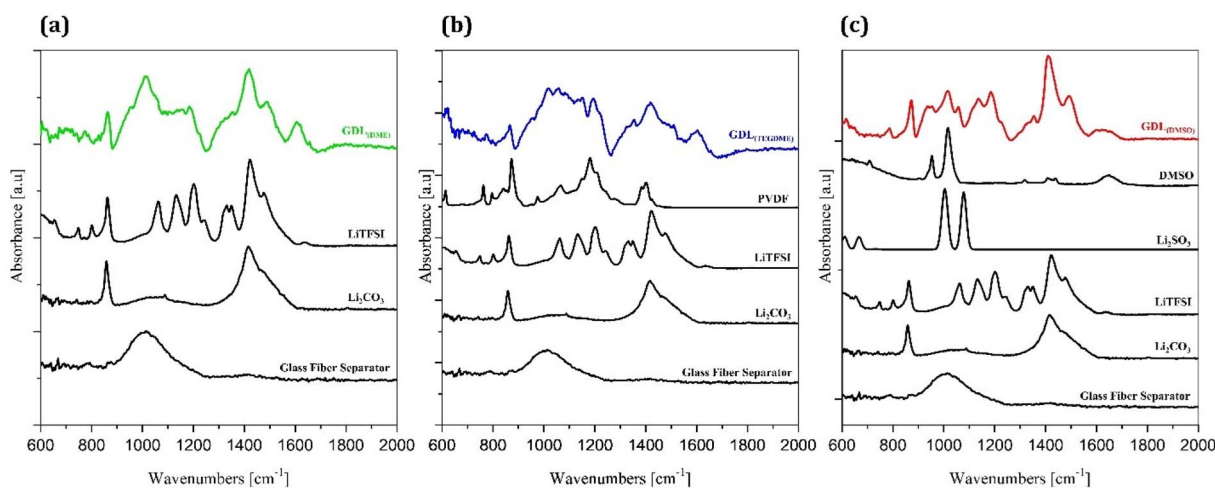 (a)
Absorbance [a.u]
GDL-(DME)
LiTFSI
Li₂CO₃
Glass Fiber Separator
600 800 1000 1200 1400 1600 1800 2000
Wavenumbers [cm⁻¹]
(b)
Absorbance [a.u]
GDL(TEGDME)
PVDF
LiTFSI
Li₂CO₃
Glass Fiber Separator
600 800 1000 1200 1400 1600 1800 2000
Wavenumbers [cm⁻¹]
(c)
Absorbance [a.u]
GDL-(DMSO)
DMSO
Li₂SO₃
LiTFSI
Li₂CO₃
Glass Fiber Separator
600 800 1000 1200 1400 1600 1800 2000
Wavenumbers [cm⁻¹]